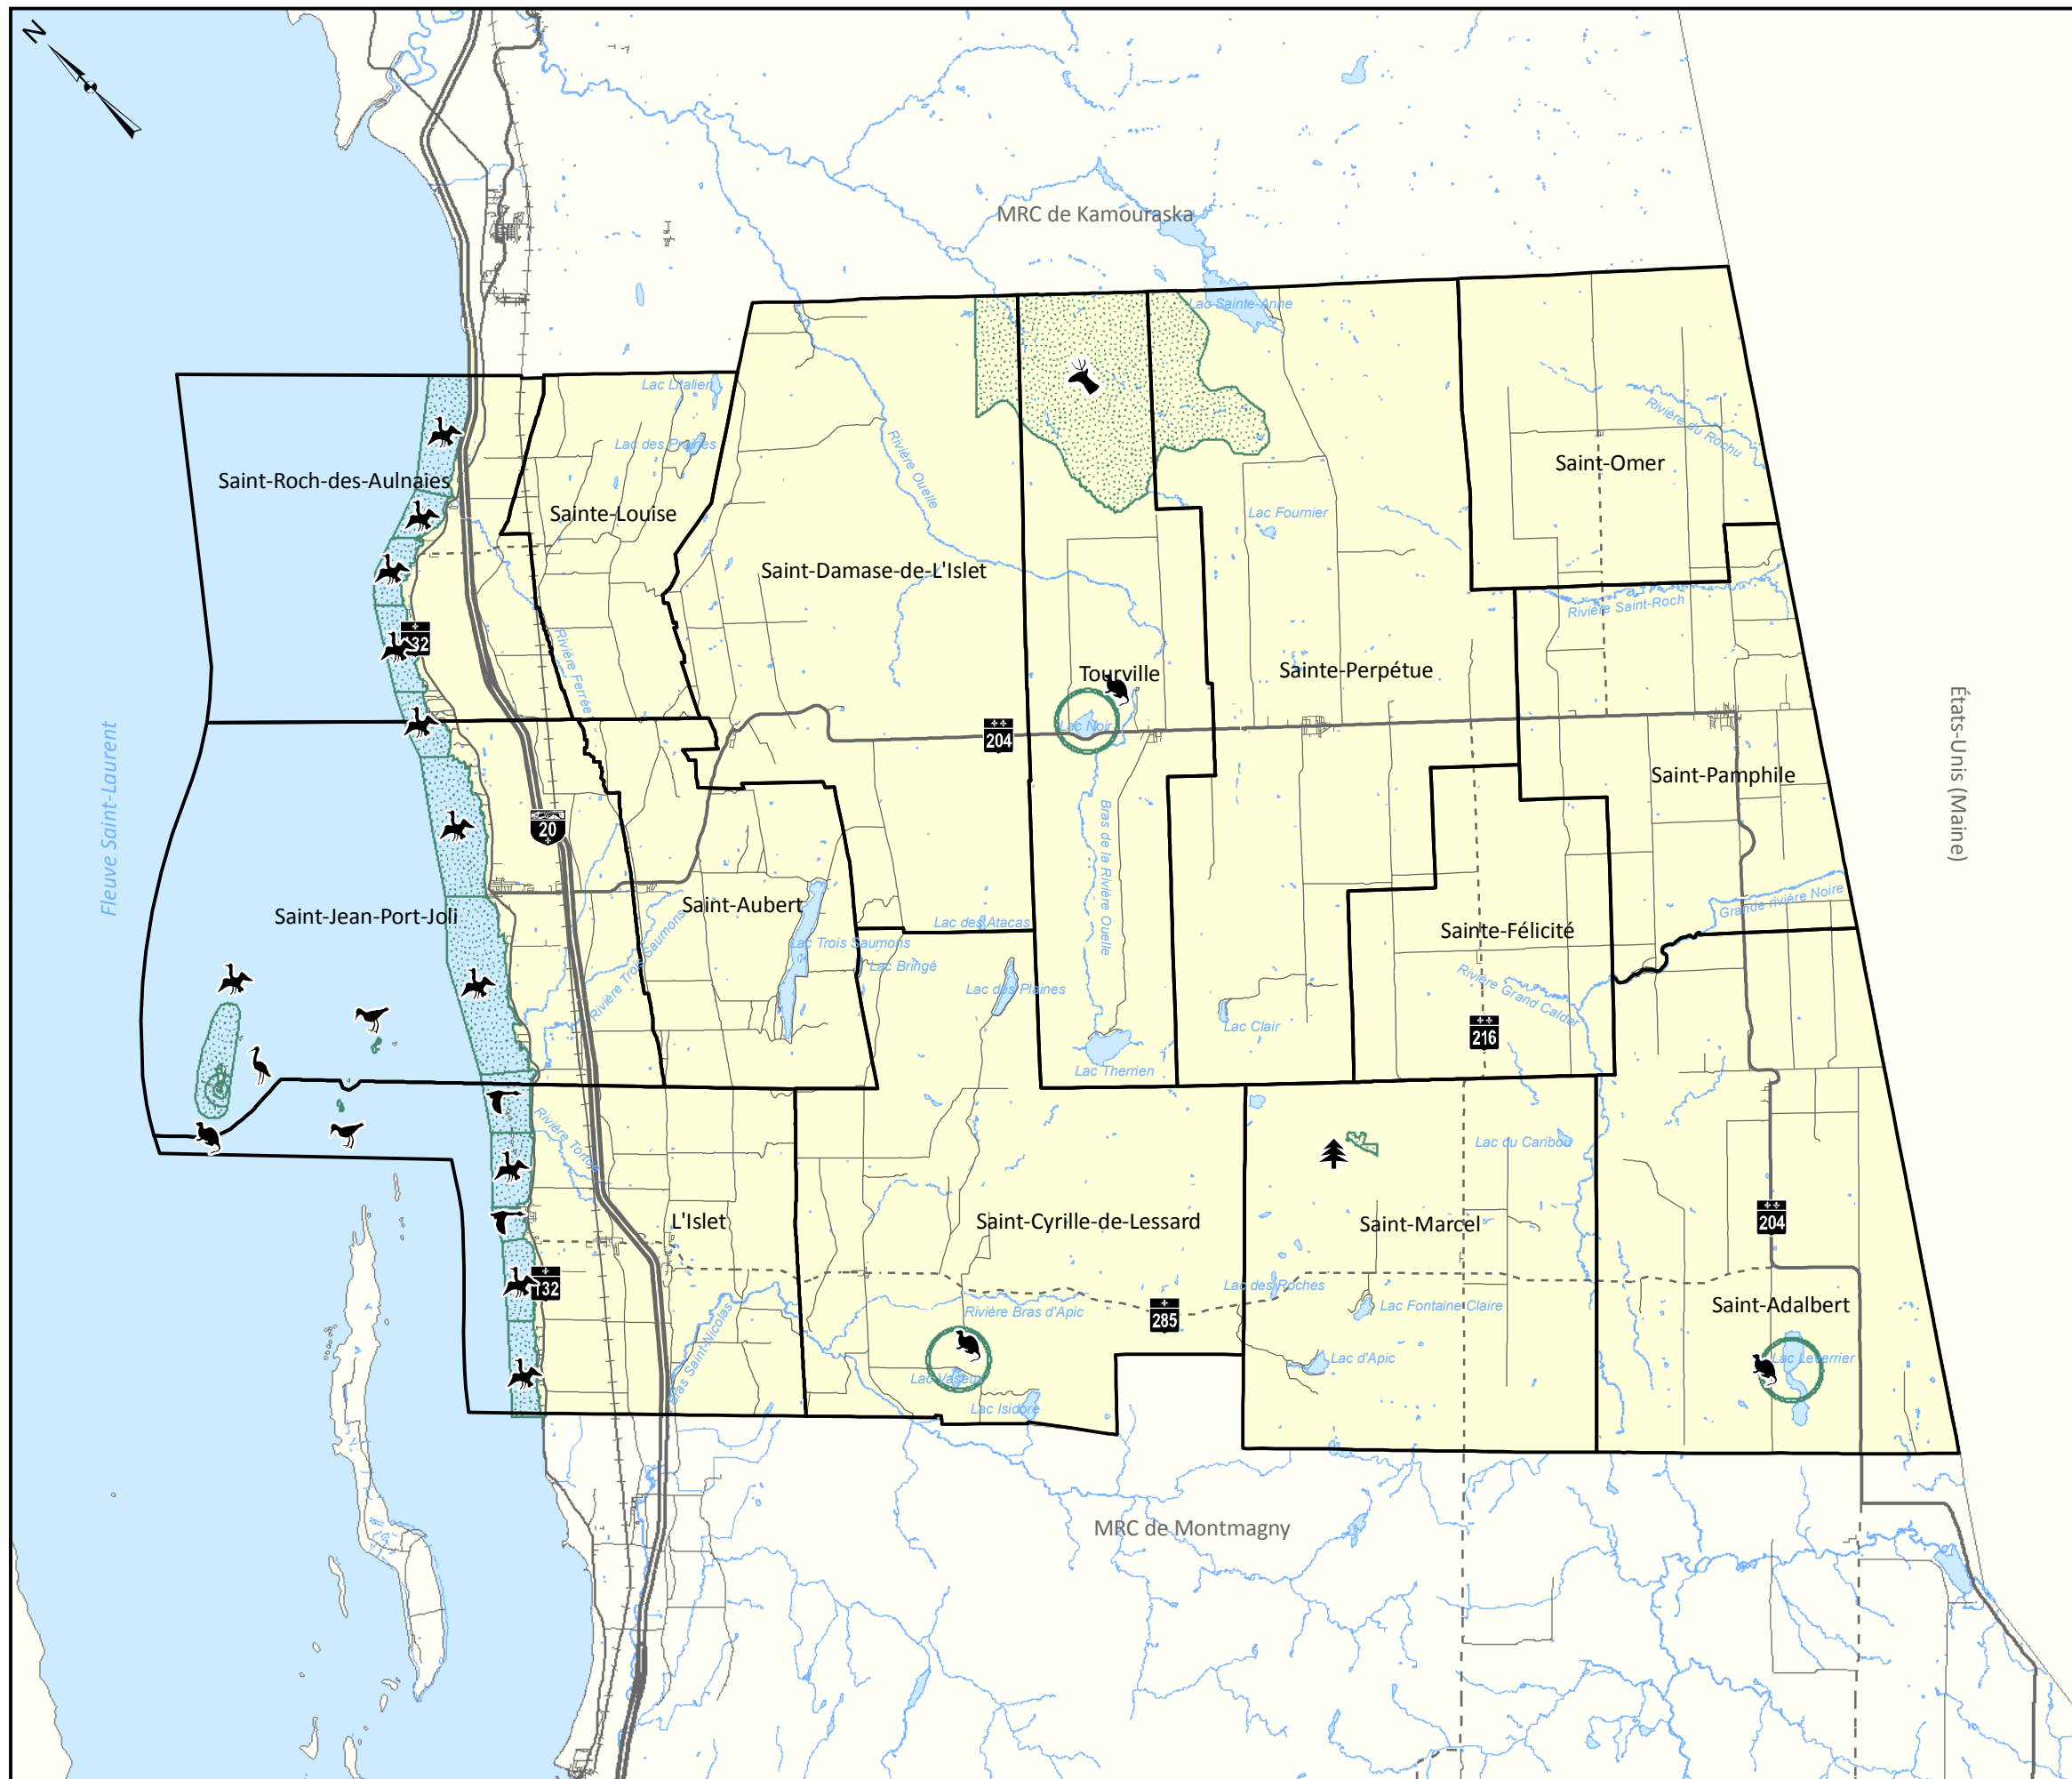 N
MRC de Kamouraska
Lac Sainte-Anne
Lac Litalien
Lac des Prairies
Rivière du Rochu
Saint-Omer
Saint-Roch-des-Aulnaies
Sainte-Louise
Rivière Ouelle
Lac Fournier
Saint-Damase-de-L'Islet
Rivière Saint-Roch
132
Rivière Ferrée
Tourville
Sainte-Perpétue
Lac Noir
204
États-Unis (Maine)
Saint-Pamphile
Fleuve Saint-Laurent
20
Bras de la Rivière Ouelle
Grande rivière Noire
Saint-Jean-Port-Joli
Saint-Aubert
Lac des Atacas
Sainte-Félicité
Lac Trois Saumons
Rivière Trois Saumons
Lac Bringé
Lac des Plaines
Rivière Grand Calder
Lac Clair
216
Lac Therrien
Rivière Tortue
Lac du Caribou
L'Islet
Saint-Cyrille-de-Lessard
Saint-Marcel
204
132
Lac des Roches
Rivière Bras d'Apic
285
Lac Fontaine Claire
Saint-Adalbert
Bras Saint-Nicolas
Lac d'Apic
Lac Leverrier
Lac Vaseux
Lac Isidore
MRC de Montmagny